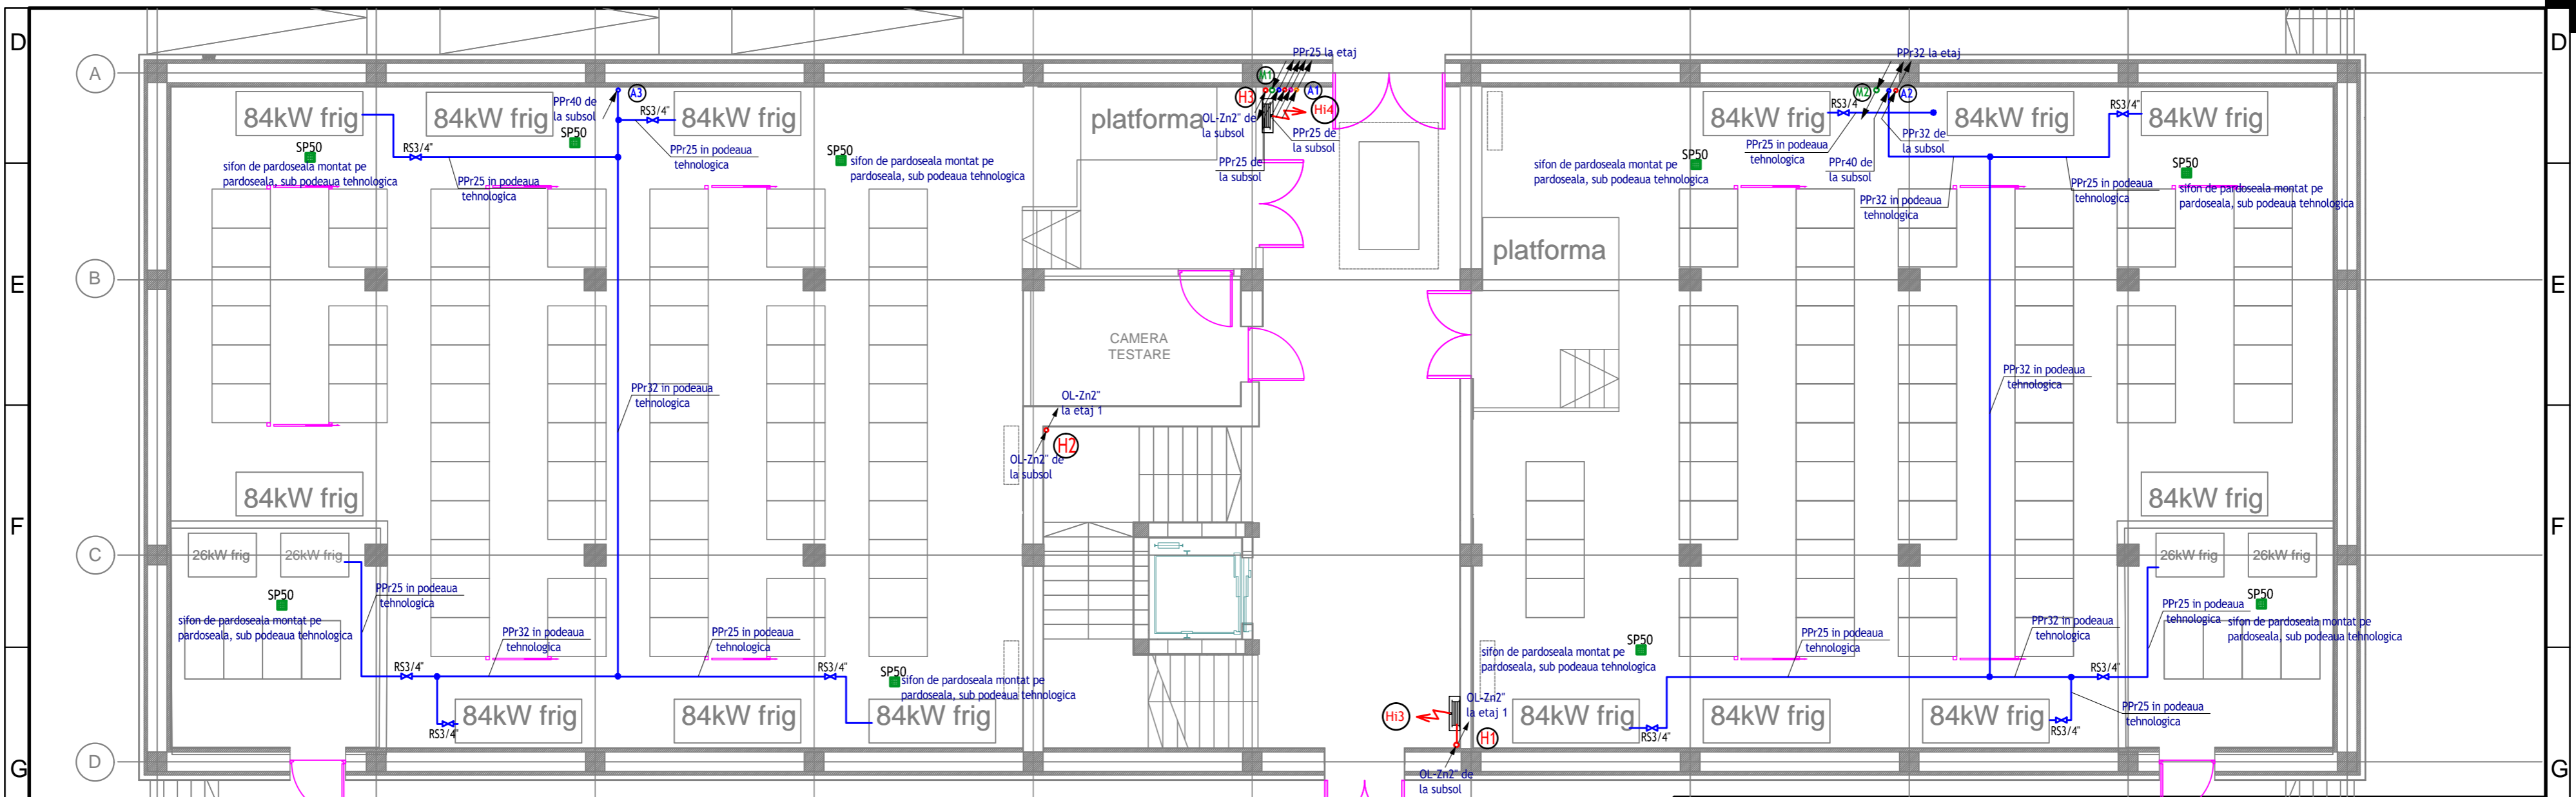 D
D
PPr25 la etaj
PPr32 la etaj
A
M1
84kW frig
84kW frig
PPr40 de
la subsol
A3
RS3/4"
84kW frig
platforma
H3
A1
Hi4
OL-Zn2" de
la subsol
PPr25 de
la subsol
84kW frig
RS3/4"
M2
A2
84kW frig
RS3/4"
84kW frig
SP50
PPr25 in podeaua
tehnologica
PPr25 in podeaua
tehnologica
PPr32 de
la subsol
SP50
RS3/4"
sifon de pardoseala montat pe
pardoseala, sub podeaua tehnologica
PPr25 in podeaua
tehnologica
SP50
sifon de pardoseala montat pe
pardoseala, sub podeaua tehnologica
PPr25 de
la subsol
sifon de pardoseala montat pe
pardoseala, sub podeaua tehnologica
SP50
PPr40 de
la subsol
PPr32 in podeaua
tehnologica
PPr25 in podeaua
tehnologica
SP50
sifon de pardoseala montat pe
pardoseala, sub podeaua tehnologica
B
E
E
platforma
CAMERA
TESTARE
PPr32 in podeaua
tehnologica
PPr32 in podeaua
tehnologica
OL-Zn2"
la etaj 1
H2
OL-Zn2" de
la subsol
84kW frig
84kW frig
F
F
C
26kW frig
26kW frig
26kW frig
26kW frig
PPr25 in podeaua
tehnologica
SP50
sifon de pardoseala montat pe
pardoseala, sub podeaua tehnologica
PPr32 in podeaua
tehnologica
PPr25 in podeaua
tehnologica
SP50
sifon de pardoseala montat pe
pardoseala, sub podeaua tehnologica
PPr25 in podeaua
tehnologica
PPr32 in podeaua
tehnologica
PPr25 in podeaua
tehnologica
SP50
sifon de pardoseala montat pe
pardoseala, sub podeaua tehnologica
RS3/4"
RS3/4"
SP50
sifon de pardoseala montat pe
pardoseala, sub podeaua tehnologica
RS3/4"
RS3/4"
84kW frig
84kW frig
84kW frig
Hi3
OL-Zn2"
la etaj 1
H1
84kW frig
RS3/4"
84kW frig
84kW frig
RS3/4"
PPr25 in podeaua
tehnologica
D
G
G
OL-Zn2" de
la subsol